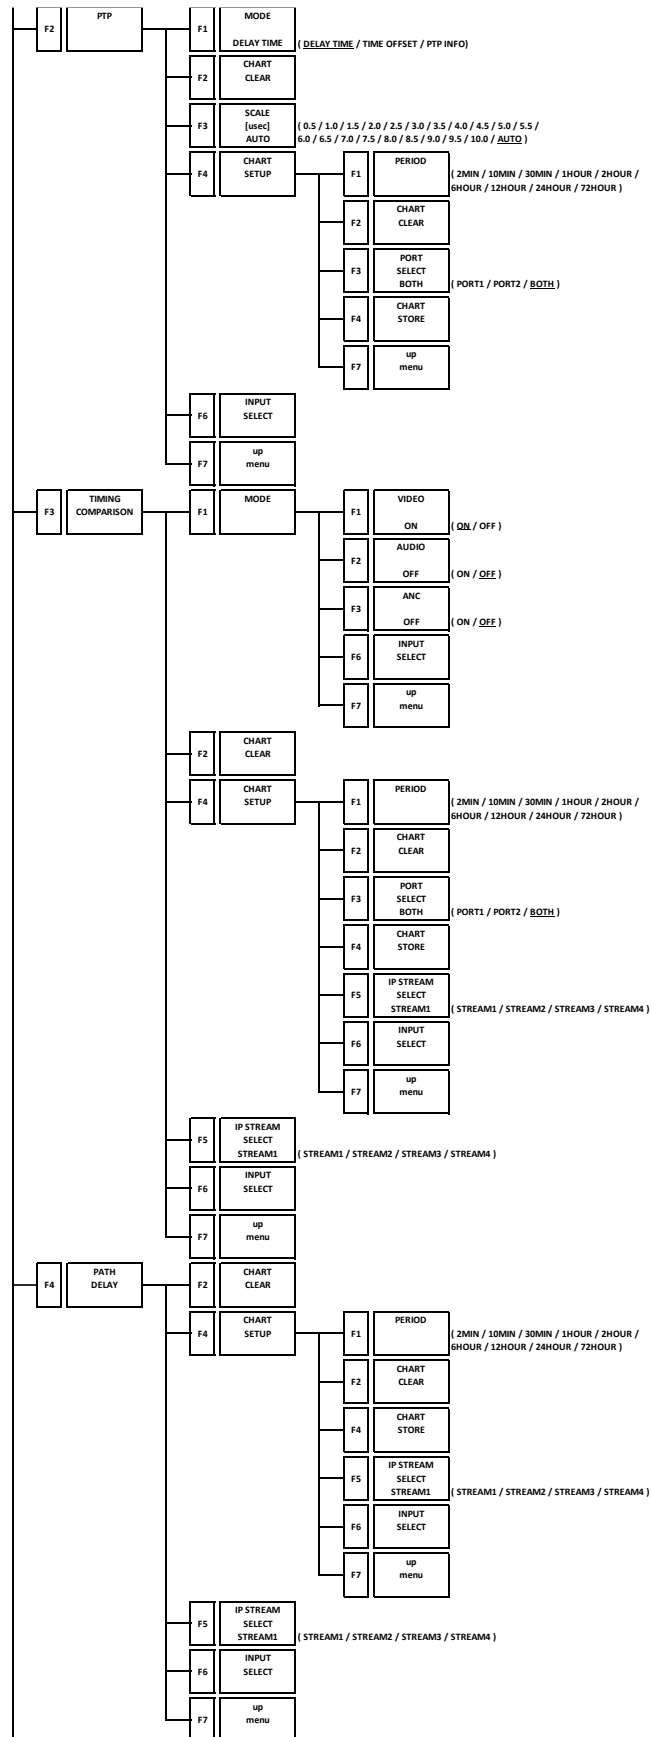 F2
PTP
F1
MODE
DELAY TIME
( DELAY TIME / TIME OFFSET / PTP INFO)
F2
CHART
CLEAR
F3
SCALE
[usec]
AUTO
( 0.5 / 1.0 / 1.5 / 2.0 / 2.5 / 3.0 / 3.5 / 4.0 / 4.5 / 5.0 / 5.5 /
6.0 / 6.5 / 7.0 / 7.5 / 8.0 / 8.5 / 9.0 / 9.5 / 10.0 / AUTO )
F4
CHART
SETUP
F1
PERIOD
( 2MIN / 10MIN / 30MIN / 1HOUR / 2HOUR /
6HOUR / 12HOUR / 24HOUR / 72HOUR )
F2
CHART
CLEAR
F3
PORT
SELECT
BOTH
( PORT1 / PORT2 / BOTH )
F4
CHART
STORE
F7
up
menu
F6
INPUT
SELECT
F7
up
menu
F3
TIMING
COMPARISON
F1
MODE
F1
VIDEO
ON
( ON / OFF )
F2
AUDIO
OFF
( ON / OFF )
F3
ANC
OFF
( ON / OFF )
F6
INPUT
SELECT
F7
up
menu
F2
CHART
CLEAR
F4
CHART
SETUP
F1
PERIOD
( 2MIN / 10MIN / 30MIN / 1HOUR / 2HOUR /
6HOUR / 12HOUR / 24HOUR / 72HOUR )
F2
CHART
CLEAR
F3
PORT
SELECT
BOTH
( PORT1 / PORT2 / BOTH )
F4
CHART
STORE
F5
IP STREAM
SELECT
STREAM1
( STREAM1 / STREAM2 / STREAM3 / STREAM4 )
F6
INPUT
SELECT
F7
up
menu
F5
IP STREAM
SELECT
STREAM1
( STREAM1 / STREAM2 / STREAM3 / STREAM4 )
F6
INPUT
SELECT
F7
up
menu
F4
PATH
DELAY
F2
CHART
CLEAR
F4
CHART
SETUP
F1
PERIOD
( 2MIN / 10MIN / 30MIN / 1HOUR / 2HOUR /
6HOUR / 12HOUR / 24HOUR / 72HOUR )
F2
CHART
CLEAR
F4
CHART
STORE
F5
IP STREAM
SELECT
STREAM1
( STREAM1 / STREAM2 / STREAM3 / STREAM4 )
F6
INPUT
SELECT
F7
up
menu
F5
IP STREAM
SELECT
STREAM1
( STREAM1 / STREAM2 / STREAM3 / STREAM4 )
F6
INPUT
SELECT
F7
up
menu